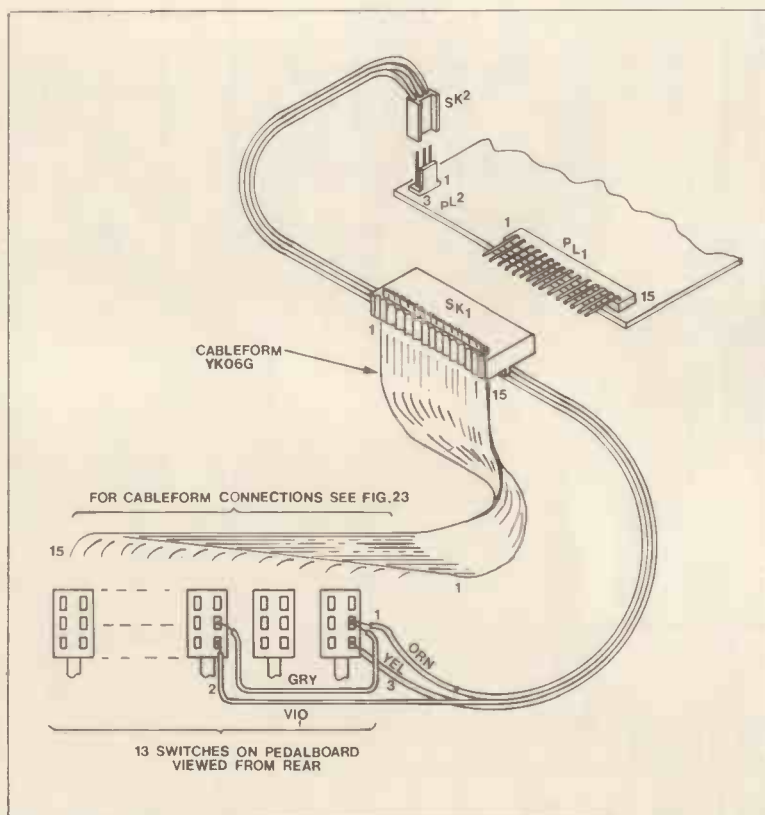 SK2
1
3
PL2
1
PL1
15
SK1
1
CABLEFORM
YK06G
15
FOR CABLEFORM CONNECTIONS SEE FIG.23
15
1
1
ORN
YEL
3
GRY
2
VIO
13 SWITCHES ON PEDALBOARD
VIEWED FROM REAR